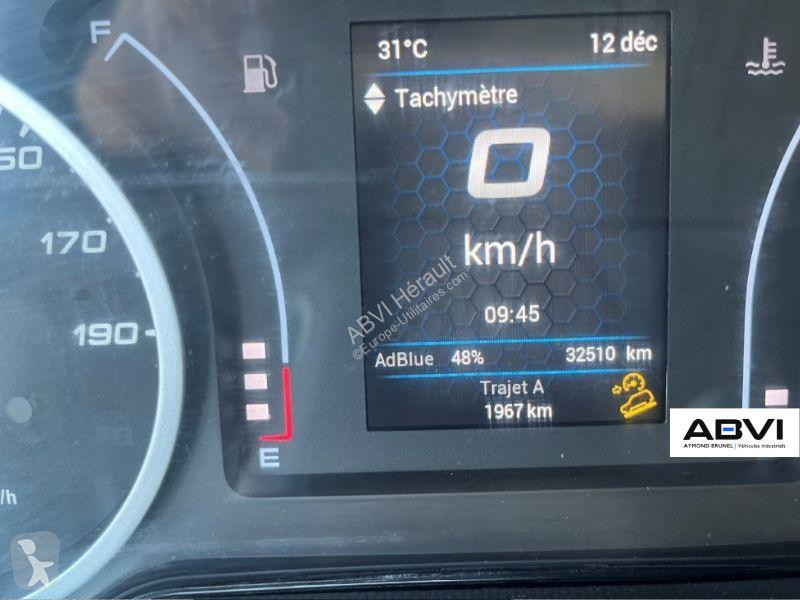 F
31°C
12 déc
Tachymètre
0
km/h
170
190
09:45
AdBlue 48% 32510 km
Trajet A
1967 km
E
/h
ABVI Hérault
©Europe-Utilitaires.com
ABVI
AYMOND BRUNEL | Véhicules Industriels